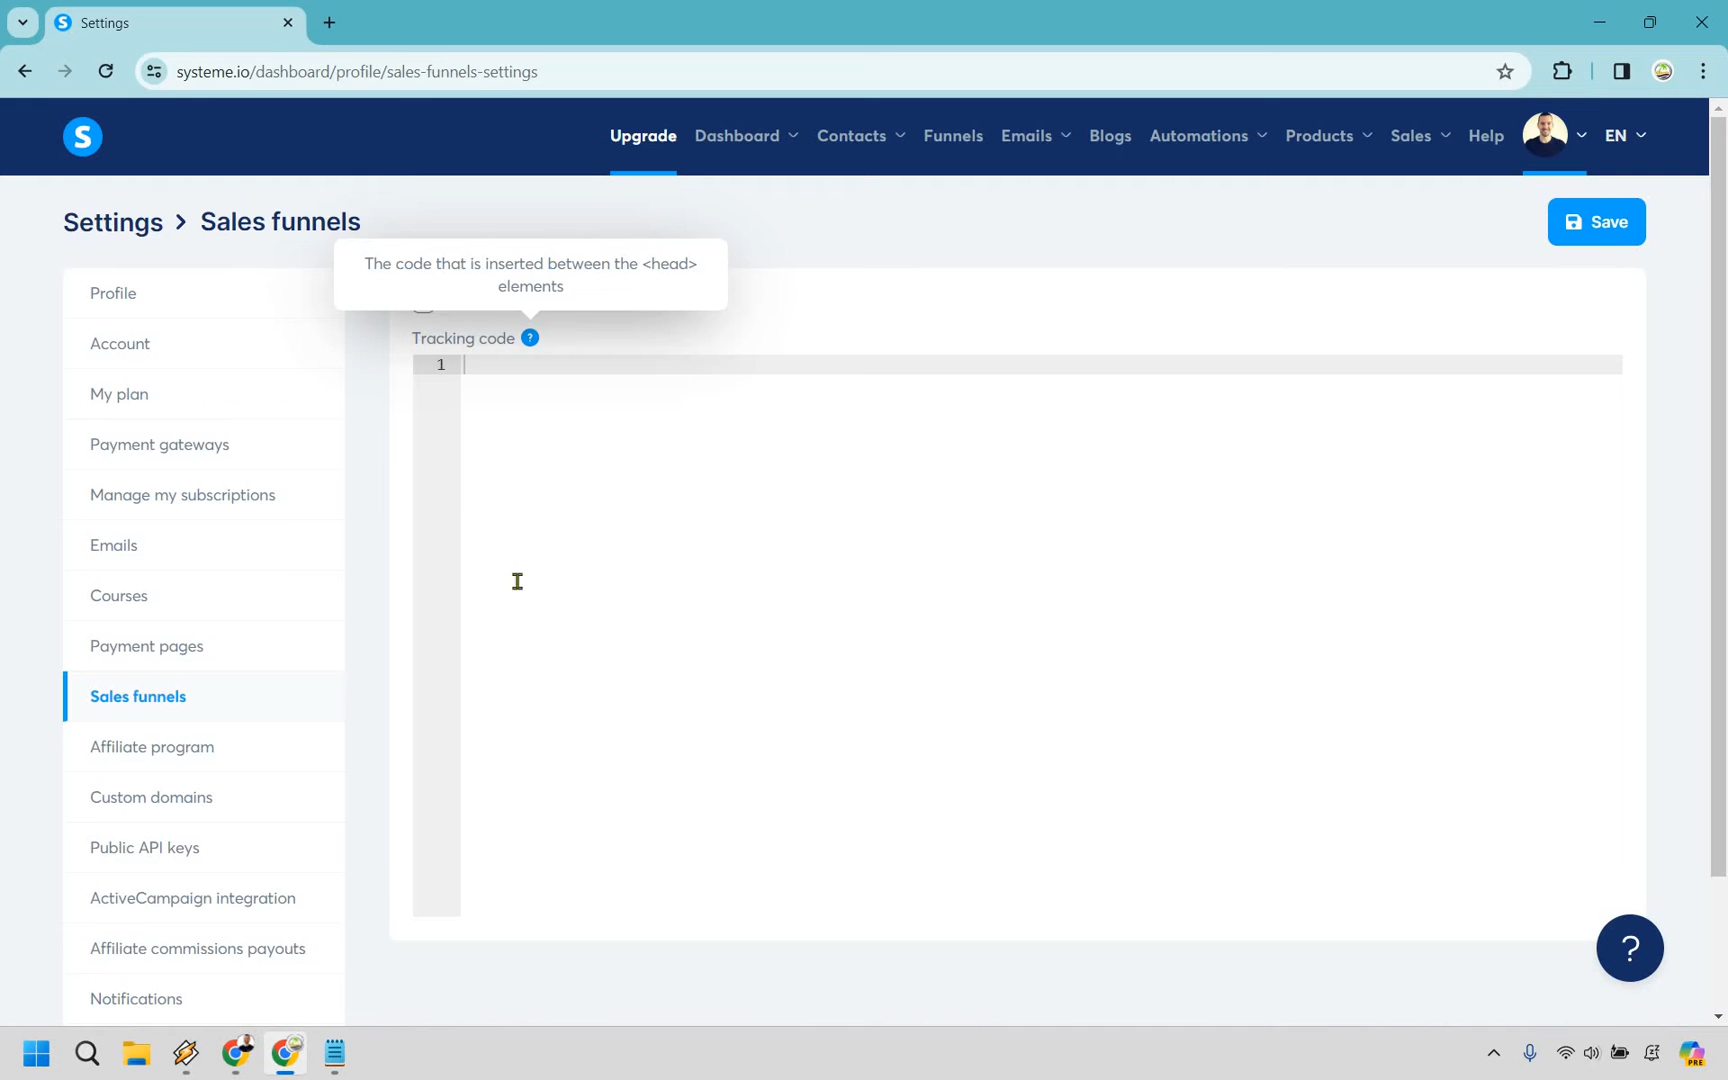 Settings
systeme.io/dashboard/profile/sales-funnels-settings
S
Upgrade Dashboard Contacts Funnels Emails Blogs Automations Products Sales Help EN
Settings > Sales funnels
Save
The code that is inserted between the <head>
elements
Tracking code ?
1
Profile
Account
My plan
Payment gateways
Manage my subscriptions
Emails
Courses
Payment pages
Sales funnels
Affiliate program
Custom domains
Public API keys
ActiveCampaign integration
Affiliate commissions payouts
Notifications
?
PRE